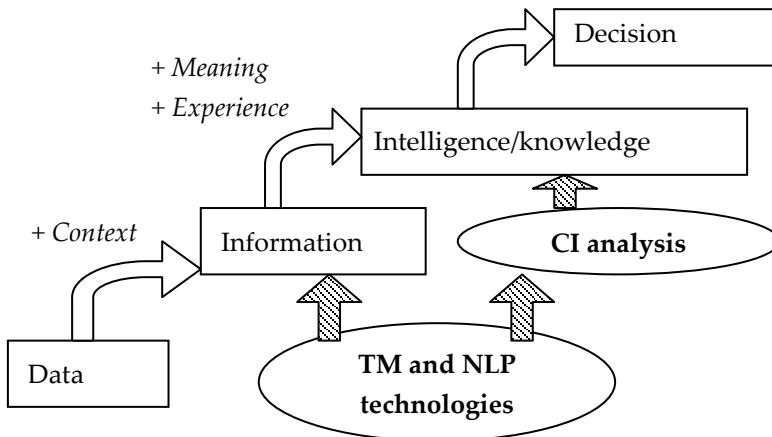 Decision
+ Meaning
+ Experience
Intelligence/knowledge
+ Context
Information
CI analysis
Data
TM and NLP
technologies